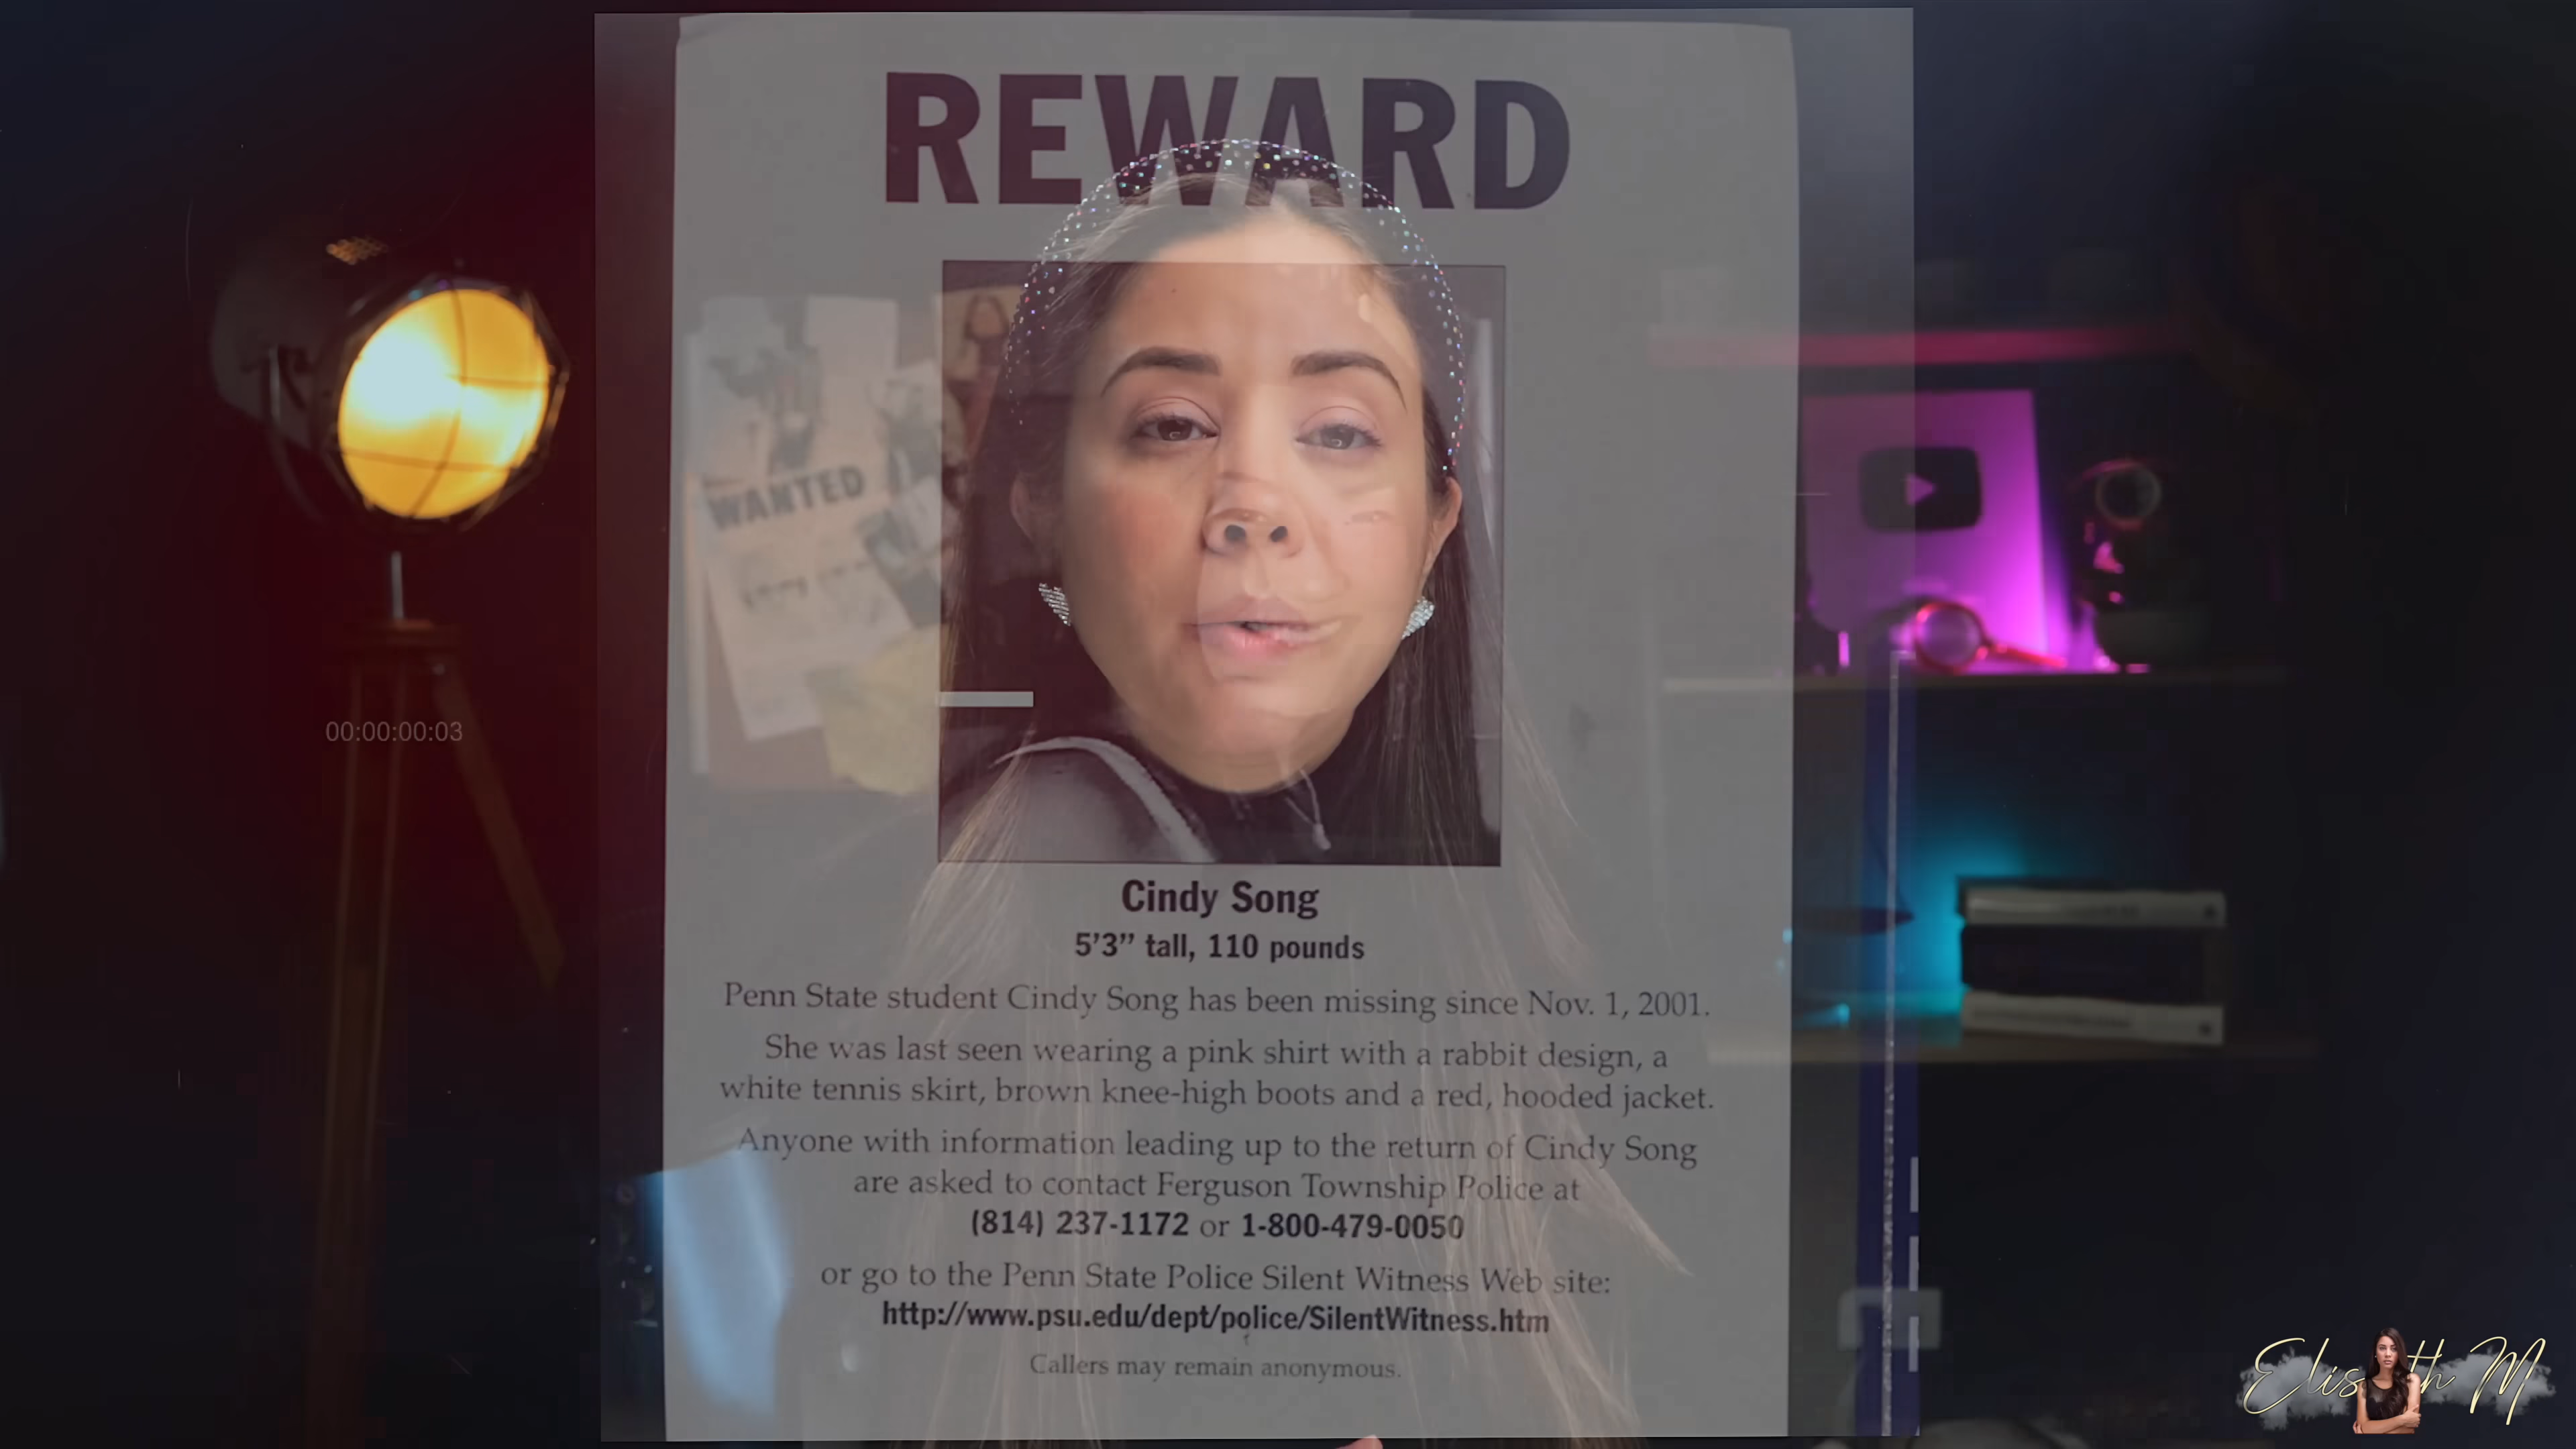 REWARD
WANTED
00:00:00:03
Cindy Song
5’3” tall, 110 pounds
Penn State student Cindy Song has been missing since Nov. 1, 2001.
She was last seen wearing a pink shirt with a rabbit design, a
white tennis skirt, brown knee-high boots and a red, hooded jacket.
Anyone with information leading up to the return of Cindy Song
are asked to contact Ferguson Township Police at
(814) 237-1172 or 1-800-479-0050
or go to the Penn State Police Silent Witness Web site:
http://www.psu.edu/dept/police/SilentWitness.htm
Callers may remain anonymous.